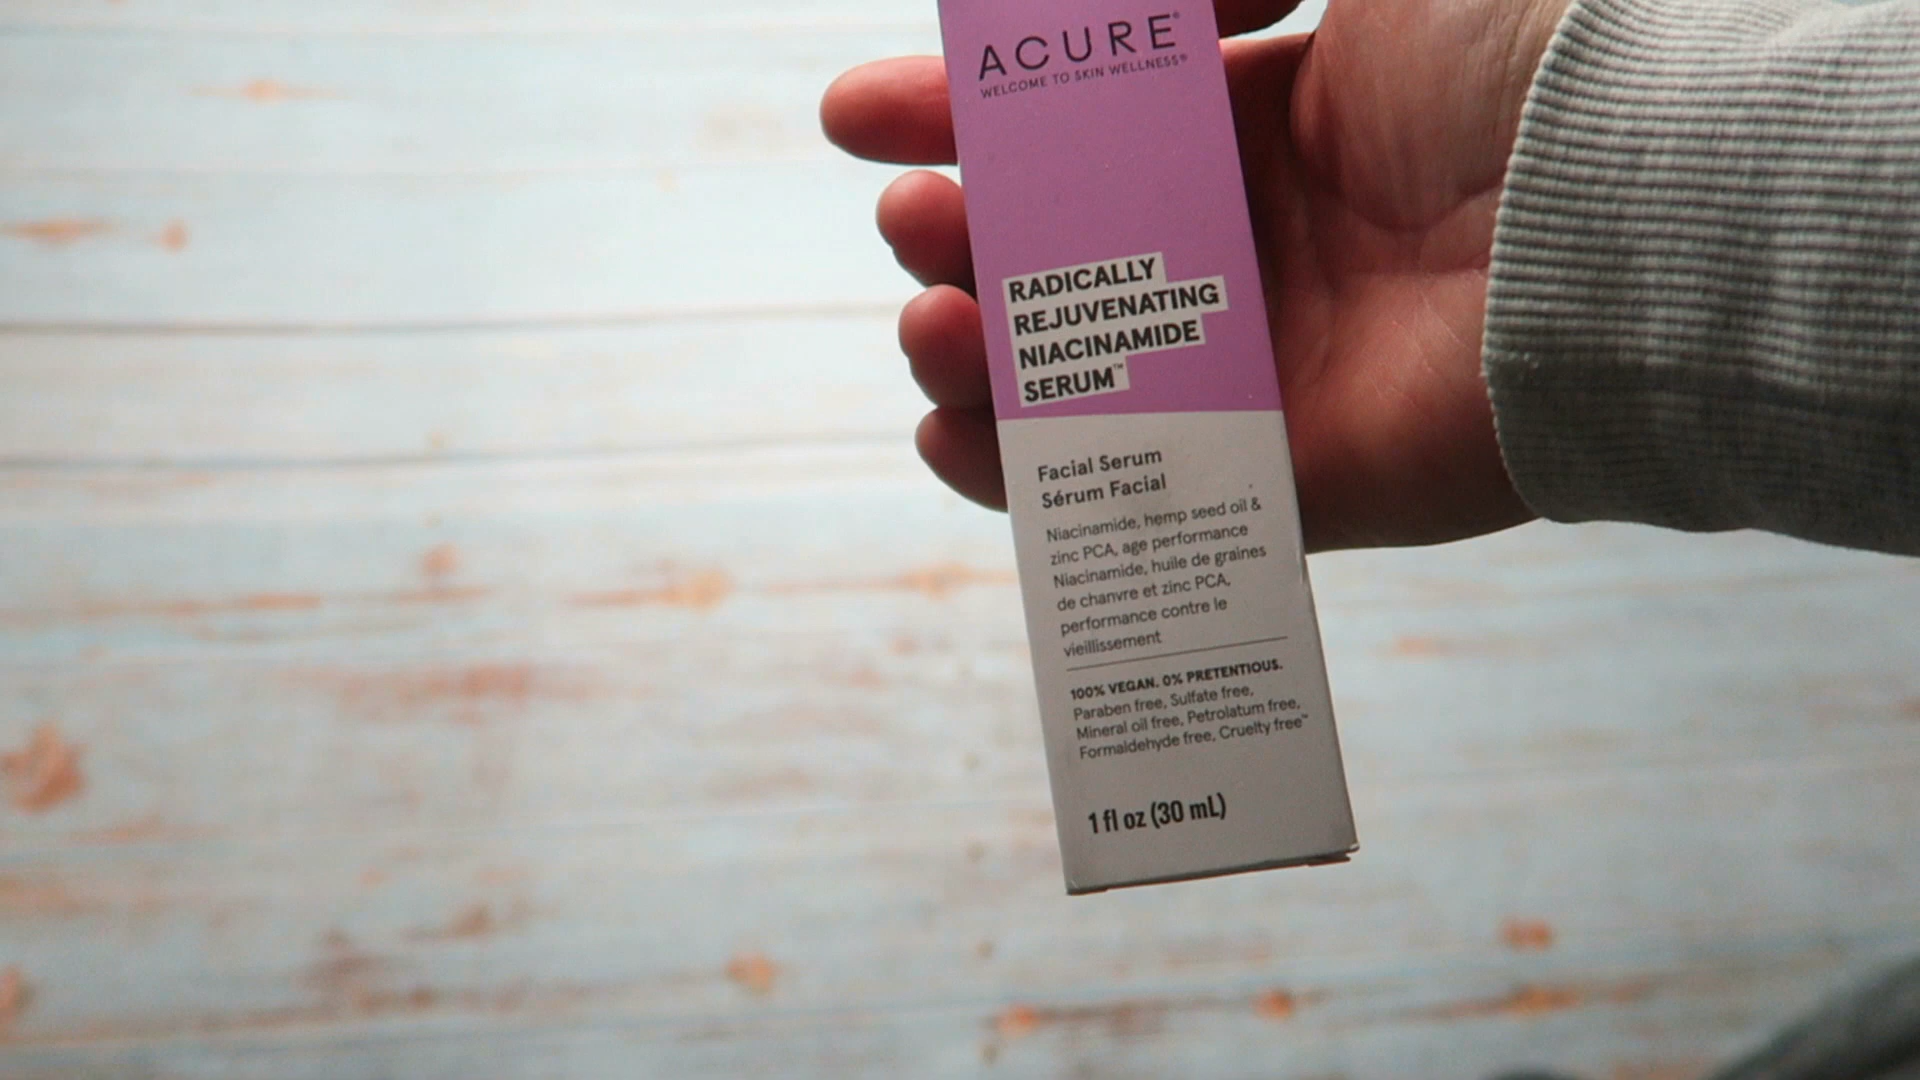 ACURE®
WELCOME TO SKIN WELLNESS®
RADICALLY
REJUVENATING
NIACINAMIDE
SERUM™
Facial Serum
Sérum Facial
Niacinamide, hemp seed oil &
zinc PCA, age performance
Niacinamide, huile de graines
de chanvre et zinc PCA,
performance contre le
vieillissement
100% VEGAN. 0% PRETENTIOUS.
Paraben free, Sulfate free,
Mineral oil free, Petrolatum free,
Formaldehyde free, Cruelty free™
1 fl oz (30 mL)